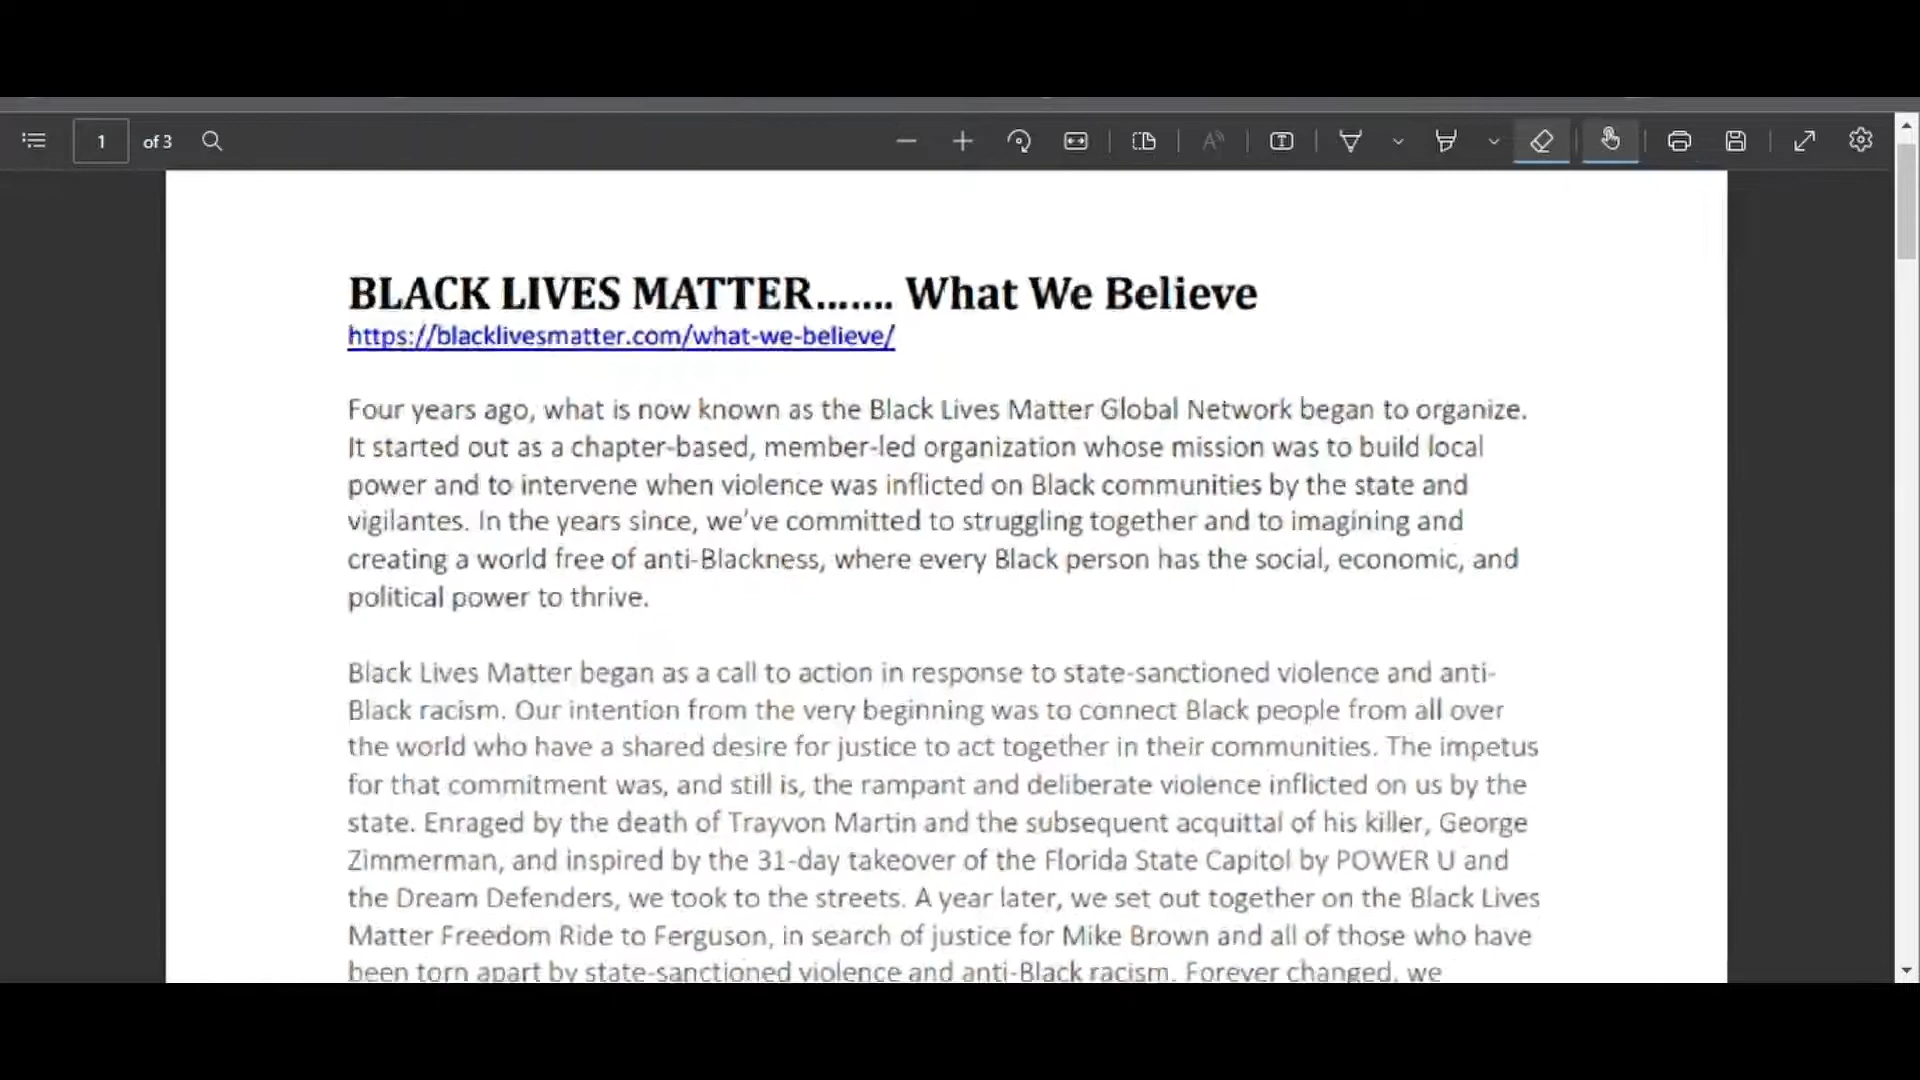 1 of 3
BLACK LIVES MATTER....... What We Believe
https://blacklivesmatter.com/what-we-believe/
Four years ago, what is now known as the Black Lives Matter Global Network began to organize.
It started out as a chapter-based, member-led organization whose mission was to build local
power and to intervene when violence was inflicted on Black communities by the state and
vigilantes. In the years since, we’ve committed to struggling together and to imagining and
creating a world free of anti-Blackness, where every Black person has the social, economic, and
political power to thrive.
Black Lives Matter began as a call to action in response to state-sanctioned violence and anti-
Black racism. Our intention from the very beginning was to connect Black people from all over
the world who have a shared desire for justice to act together in their communities. The impetus
for that commitment was, and still is, the rampant and deliberate violence inflicted on us by the
state. Enraged by the death of Trayvon Martin and the subsequent acquittal of his killer, George
Zimmerman, and inspired by the 31-day takeover of the Florida State Capitol by POWER U and
the Dream Defenders, we took to the streets. A year later, we set out together on the Black Lives
Matter Freedom Ride to Ferguson, in search of justice for Mike Brown and all of those who have
been torn apart by state-sanctioned violence and anti-Black racism. Forever changed, we